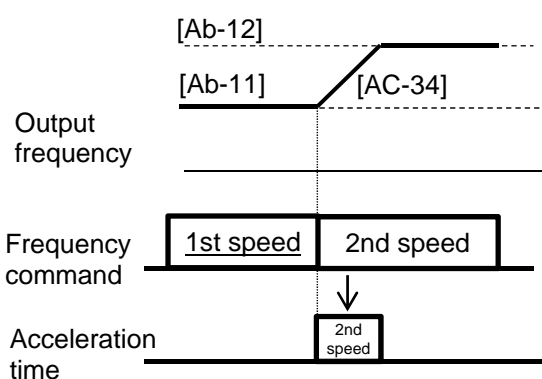 [Ab-12]
[Ab-11]
[AC-34]
Output
frequency
Frequency
command
1st speed
2nd speed
Acceleration
time
2nd
speed